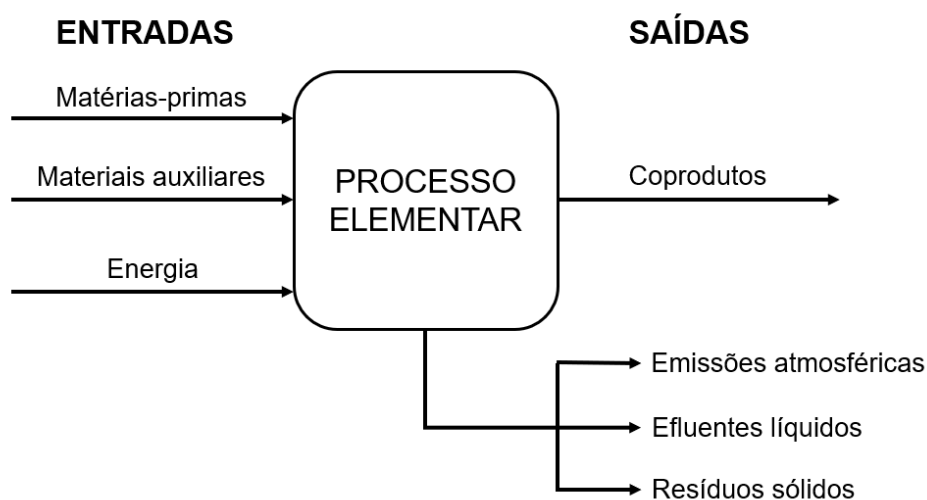 ENTRADAS
SAÍDAS
Matérias-primas
Materiais auxiliares
Energia
PROCESSO
ELEMENTAR
Coprodutos
Emissões atmosféricas
Efluentes líquidos
Resíduos sólidos